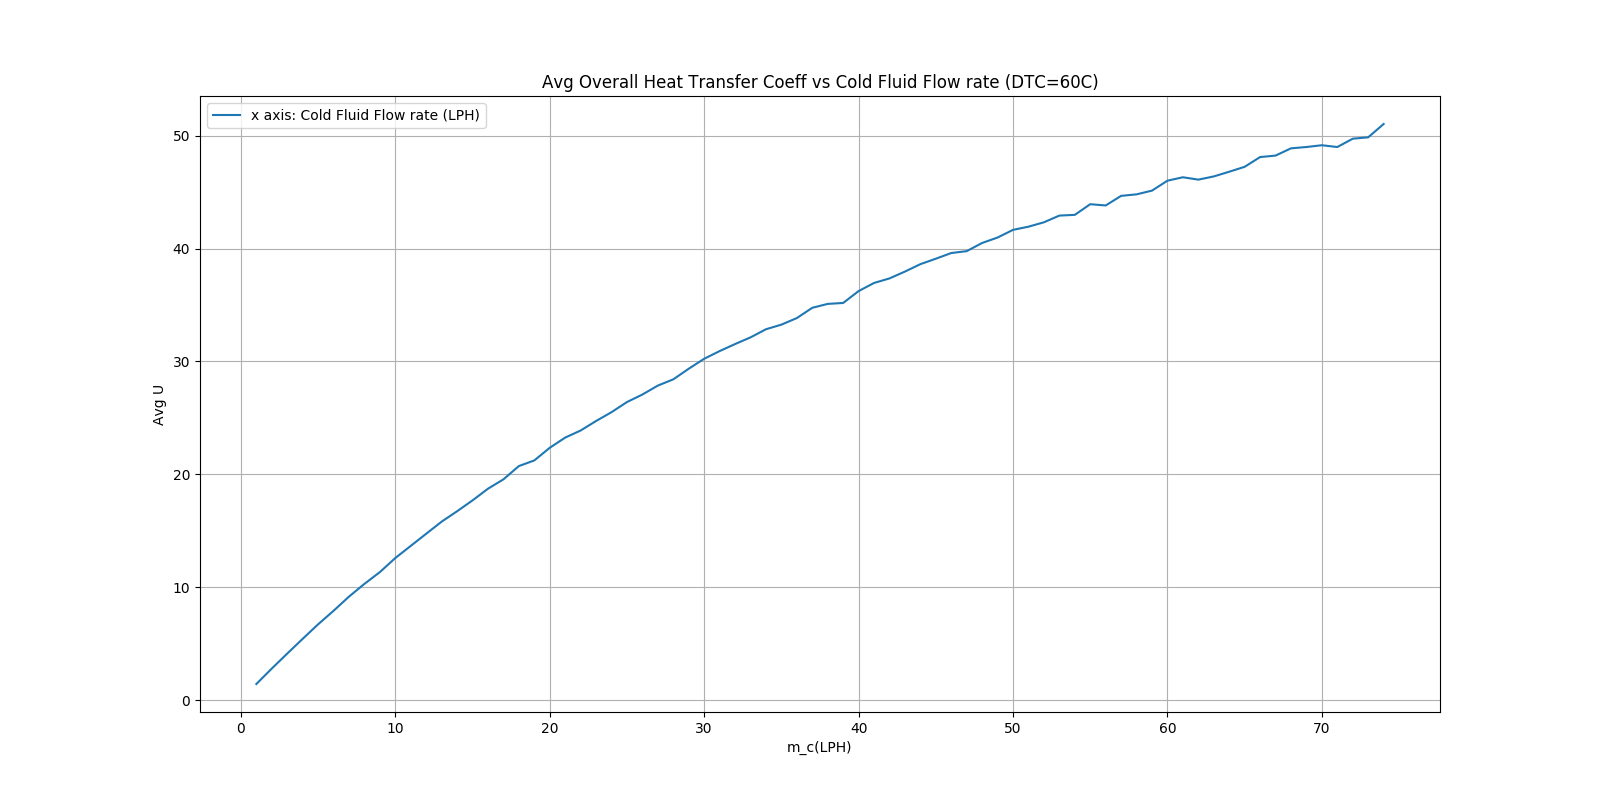 Avg Overall Heat Transfer Coeff vs Cold Fluid Flow rate (DTC=60C)
x axis: Cold Fluid Flow rate (LPH)
50
40
30
20
10
0
Avg U
0 10 20 30 40 50 60 70
m_c(LPH)